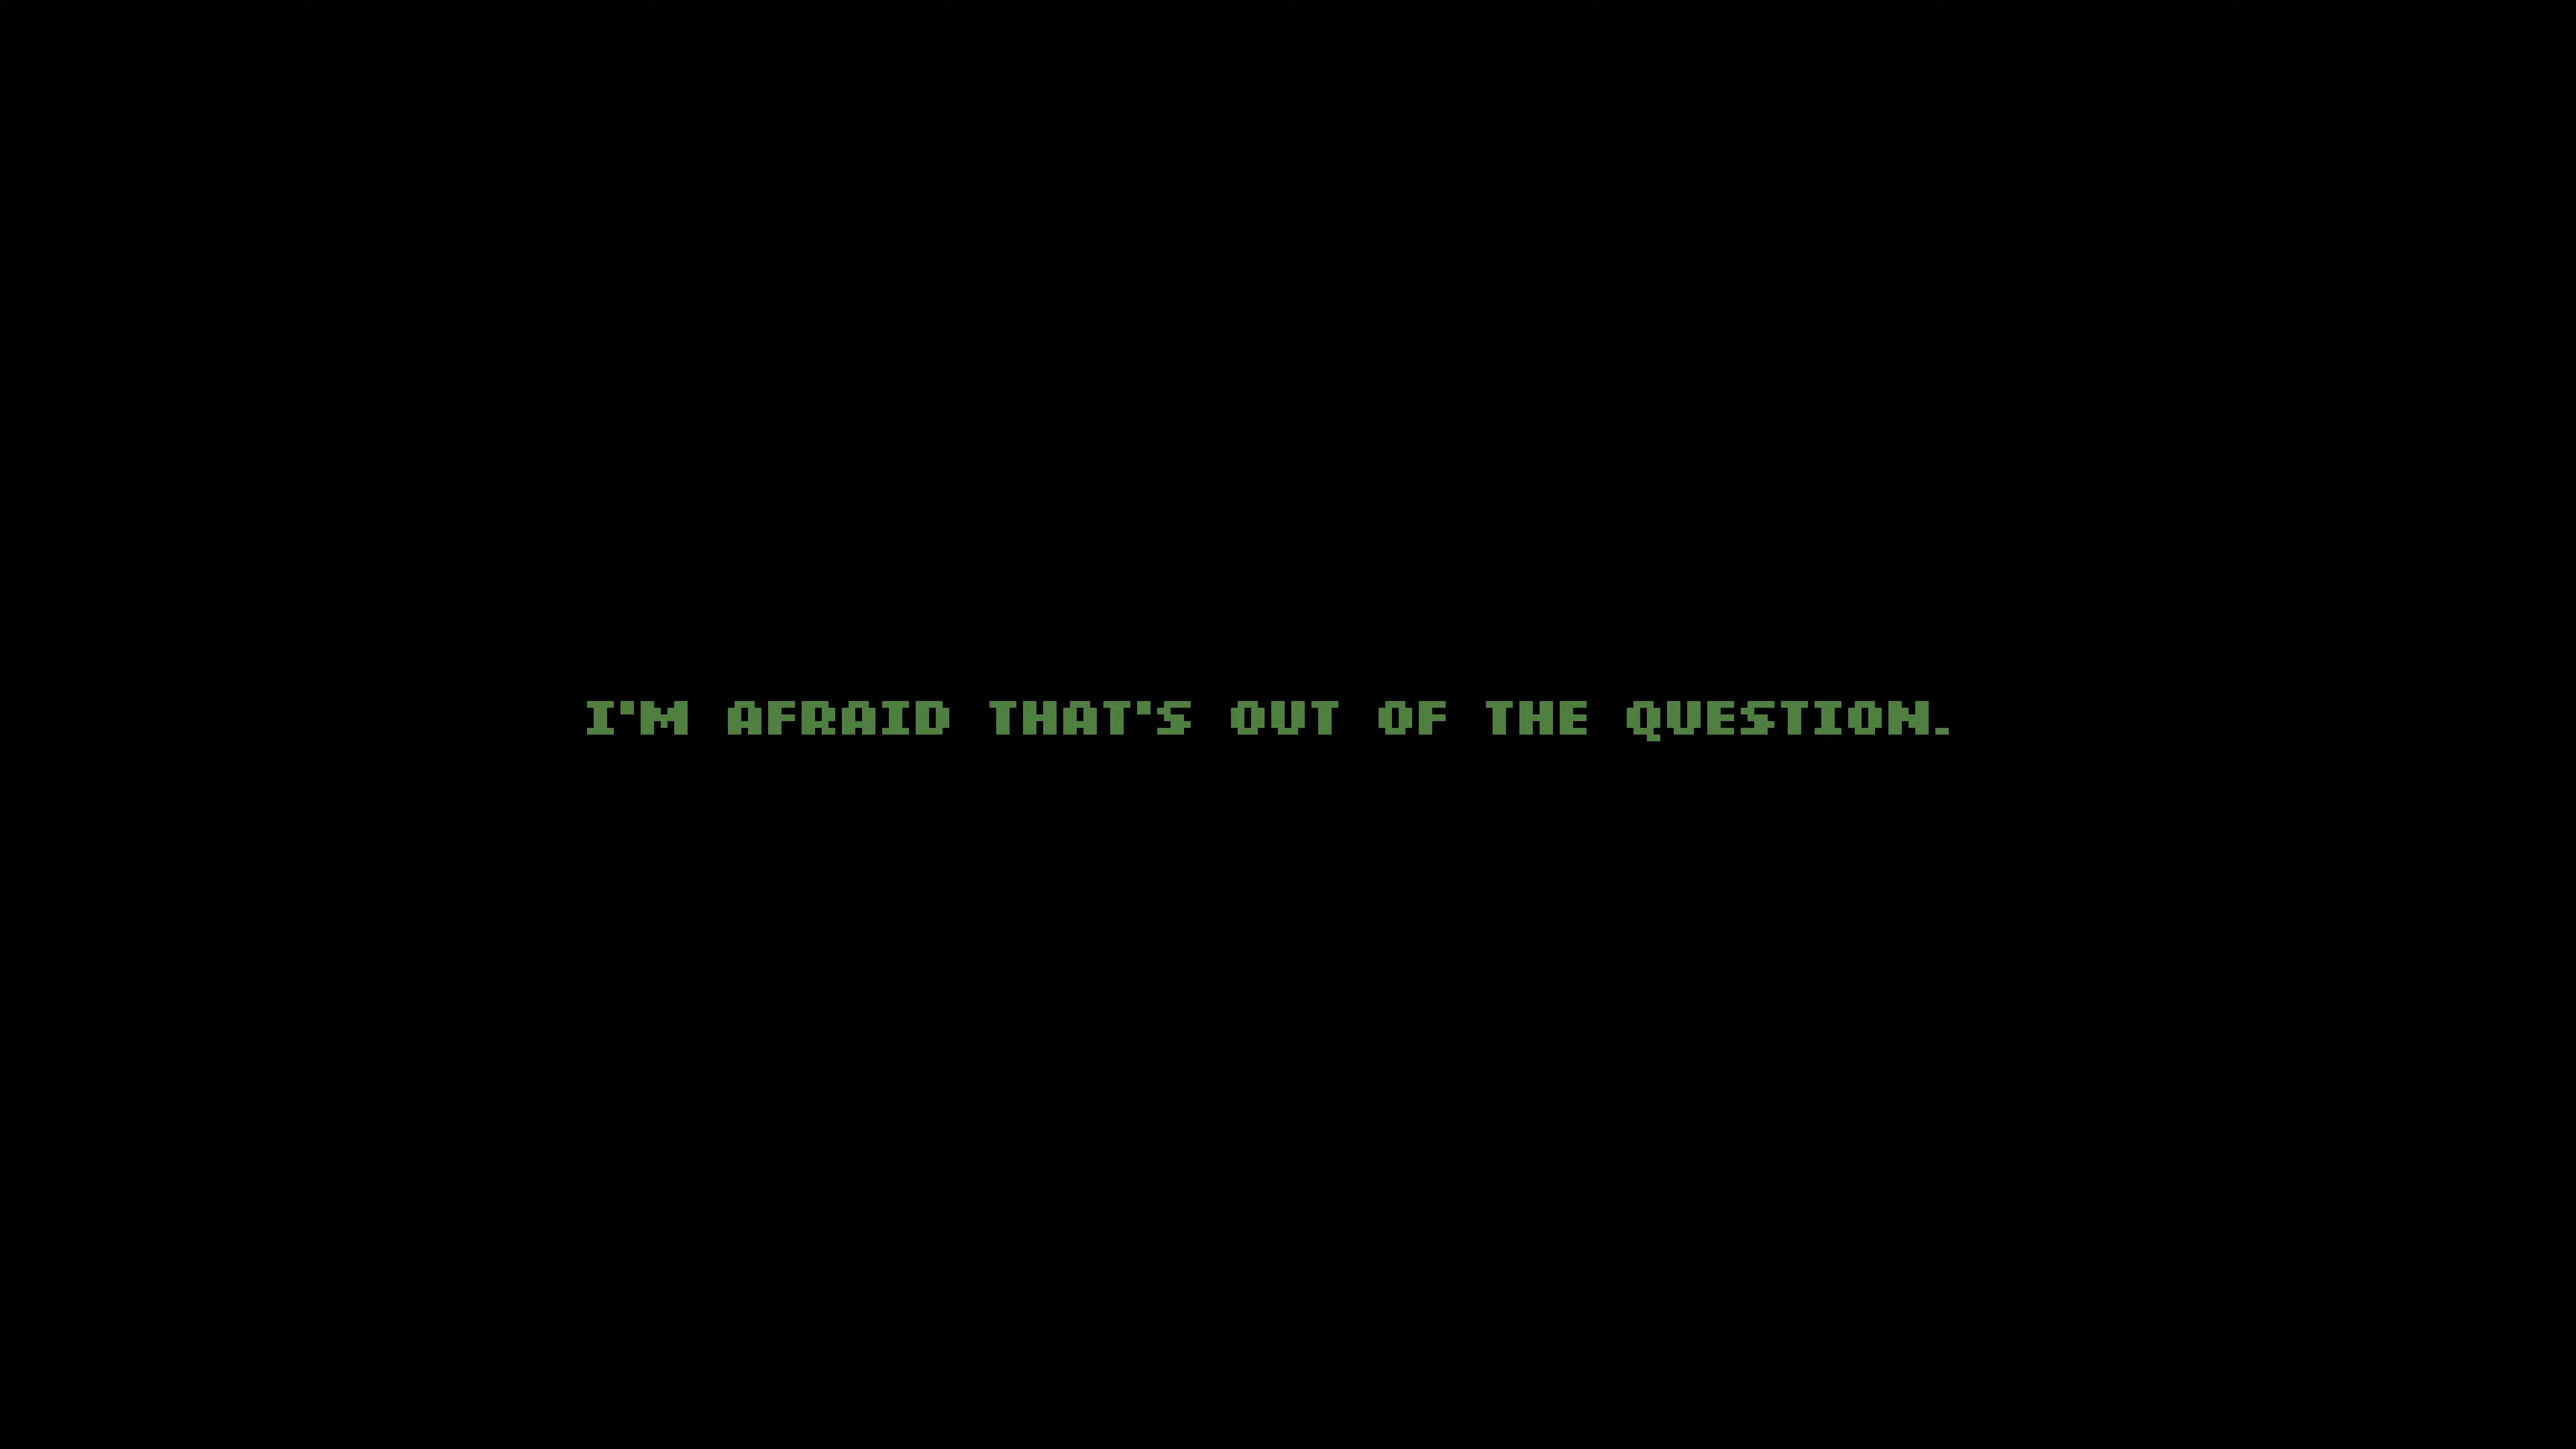 I'M AFRAID THAT'S OUT OF THE QUESTION.